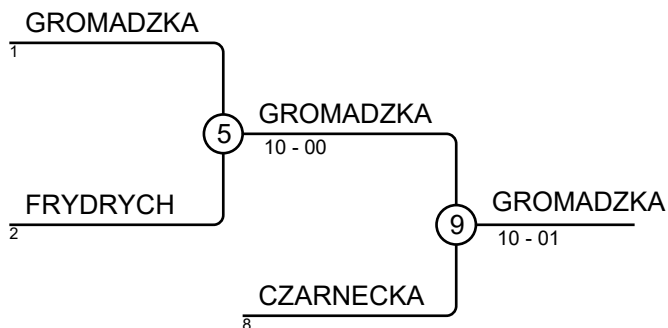 GROMADZKA
1
5
GROMADZKA
10 - 00
FRYDRYCH
2
9
GROMADZKA
10 - 01
CZARNECKA
8